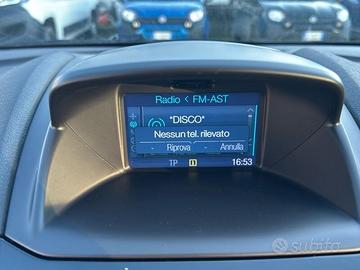 Radio < FM-AST
*DISCO*
Nessun tel. rilevato
- Riprova - Annulla
TP 16:53
subito